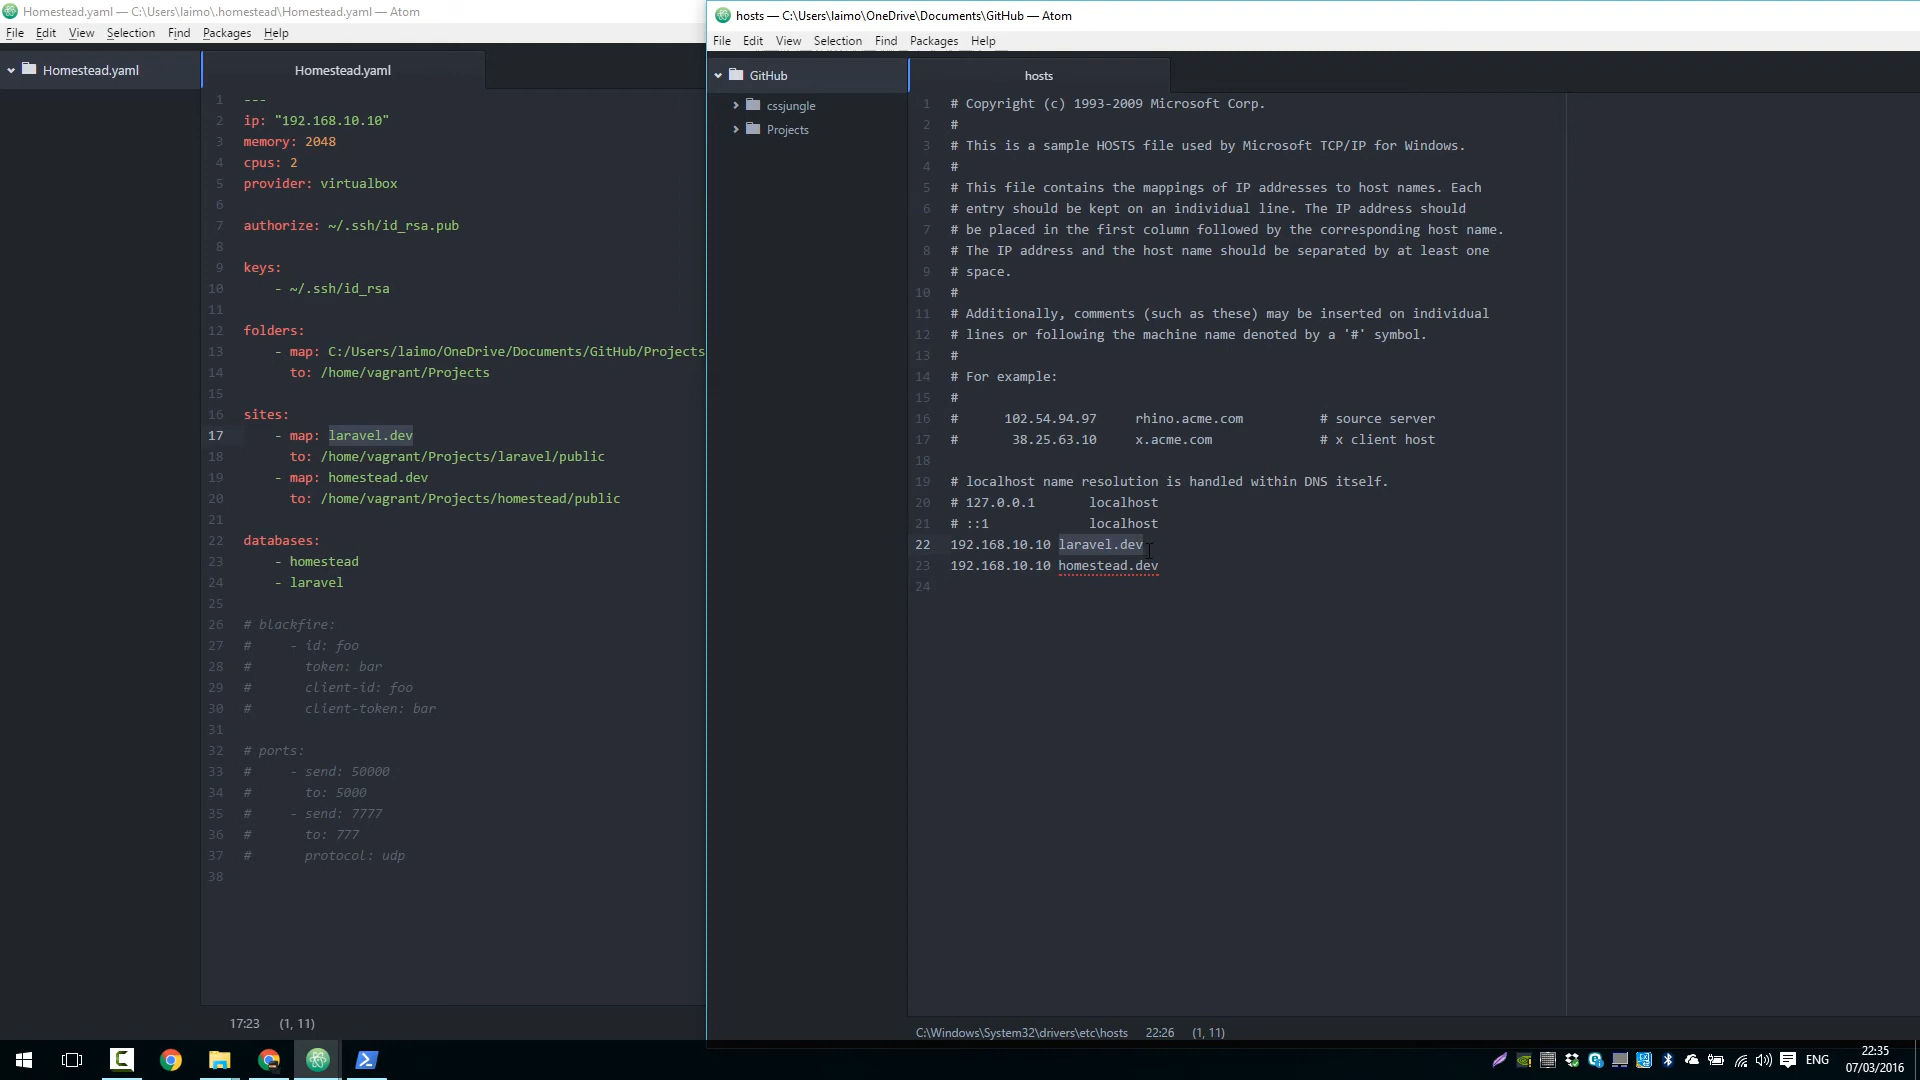 Homestead.yaml — C:\Users\laimo\.homestead\Homestead.yaml — Atom
File Edit View Selection Find Packages Help
Homestead.yaml
Homestead.yaml
1 ---
2 ip: "192.168.10.10"
3 memory: 2048
4 cpus: 2
5 provider: virtualbox
6
7 authorize: ~/.ssh/id_rsa.pub
8
9 keys:
10 - ~/.ssh/id_rsa
11
12 folders:
13 - map: C:/Users/laimo/OneDrive/Documents/GitHub/Projects
14 to: /home/vagrant/Projects
15
16 sites:
17 - map: laravel.dev
18 to: /home/vagrant/Projects/laravel/public
19 - map: homestead.dev
20 to: /home/vagrant/Projects/homestead/public
21
22 databases:
23 - homestead
24 - laravel
25
26 # blackfire:
27 # - id: foo
28 # token: bar
29 # client-id: foo
30 # client-token: bar
31
32 # ports:
33 # - send: 50000
34 # to: 5000
35 # - send: 7777
36 # to: 777
37 # protocol: udp
38
17:23 (1, 11)
hosts — C:\Users\laimo\OneDrive\Documents\GitHub — Atom
File Edit View Selection Find Packages Help
GitHub
cssjungle
Projects
hosts
1 # Copyright (c) 1993-2009 Microsoft Corp.
2 #
3 # This is a sample HOSTS file used by Microsoft TCP/IP for Windows.
4 #
5 # This file contains the mappings of IP addresses to host names. Each
6 # entry should be kept on an individual line. The IP address should
7 # be placed in the first column followed by the corresponding host name.
8 # The IP address and the host name should be separated by at least one
9 # space.
10 #
11 # Additionally, comments (such as these) may be inserted on individual
12 # lines or following the machine name denoted by a '#' symbol.
13 #
14 # For example:
15 #
16 # 102.54.94.97 rhino.acme.com # source server
17 # 38.25.63.10 x.acme.com # x client host
18
19 # localhost name resolution is handled within DNS itself.
20 # 127.0.0.1 localhost
21 # ::1 localhost
22 192.168.10.10 laravel.dev
23 192.168.10.10 homestead.dev
24
C:\Windows\System32\drivers\etc\hosts 22:26 (1, 11)
ENG
22:35
07/03/2016